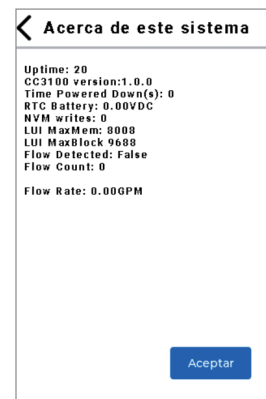 Acerca de este sistema
Uptime: 20
CC3100 version:1.0.0
Time Powered Down(s): 0
RTC Battery: 0.00VDC
NVM writes: 0
LUI MaxMem: 8008
LUI MaxBlock 9688
Flow Detected: False
Flow Count: 0
Flow Rate: 0.00GPM
Aceptar